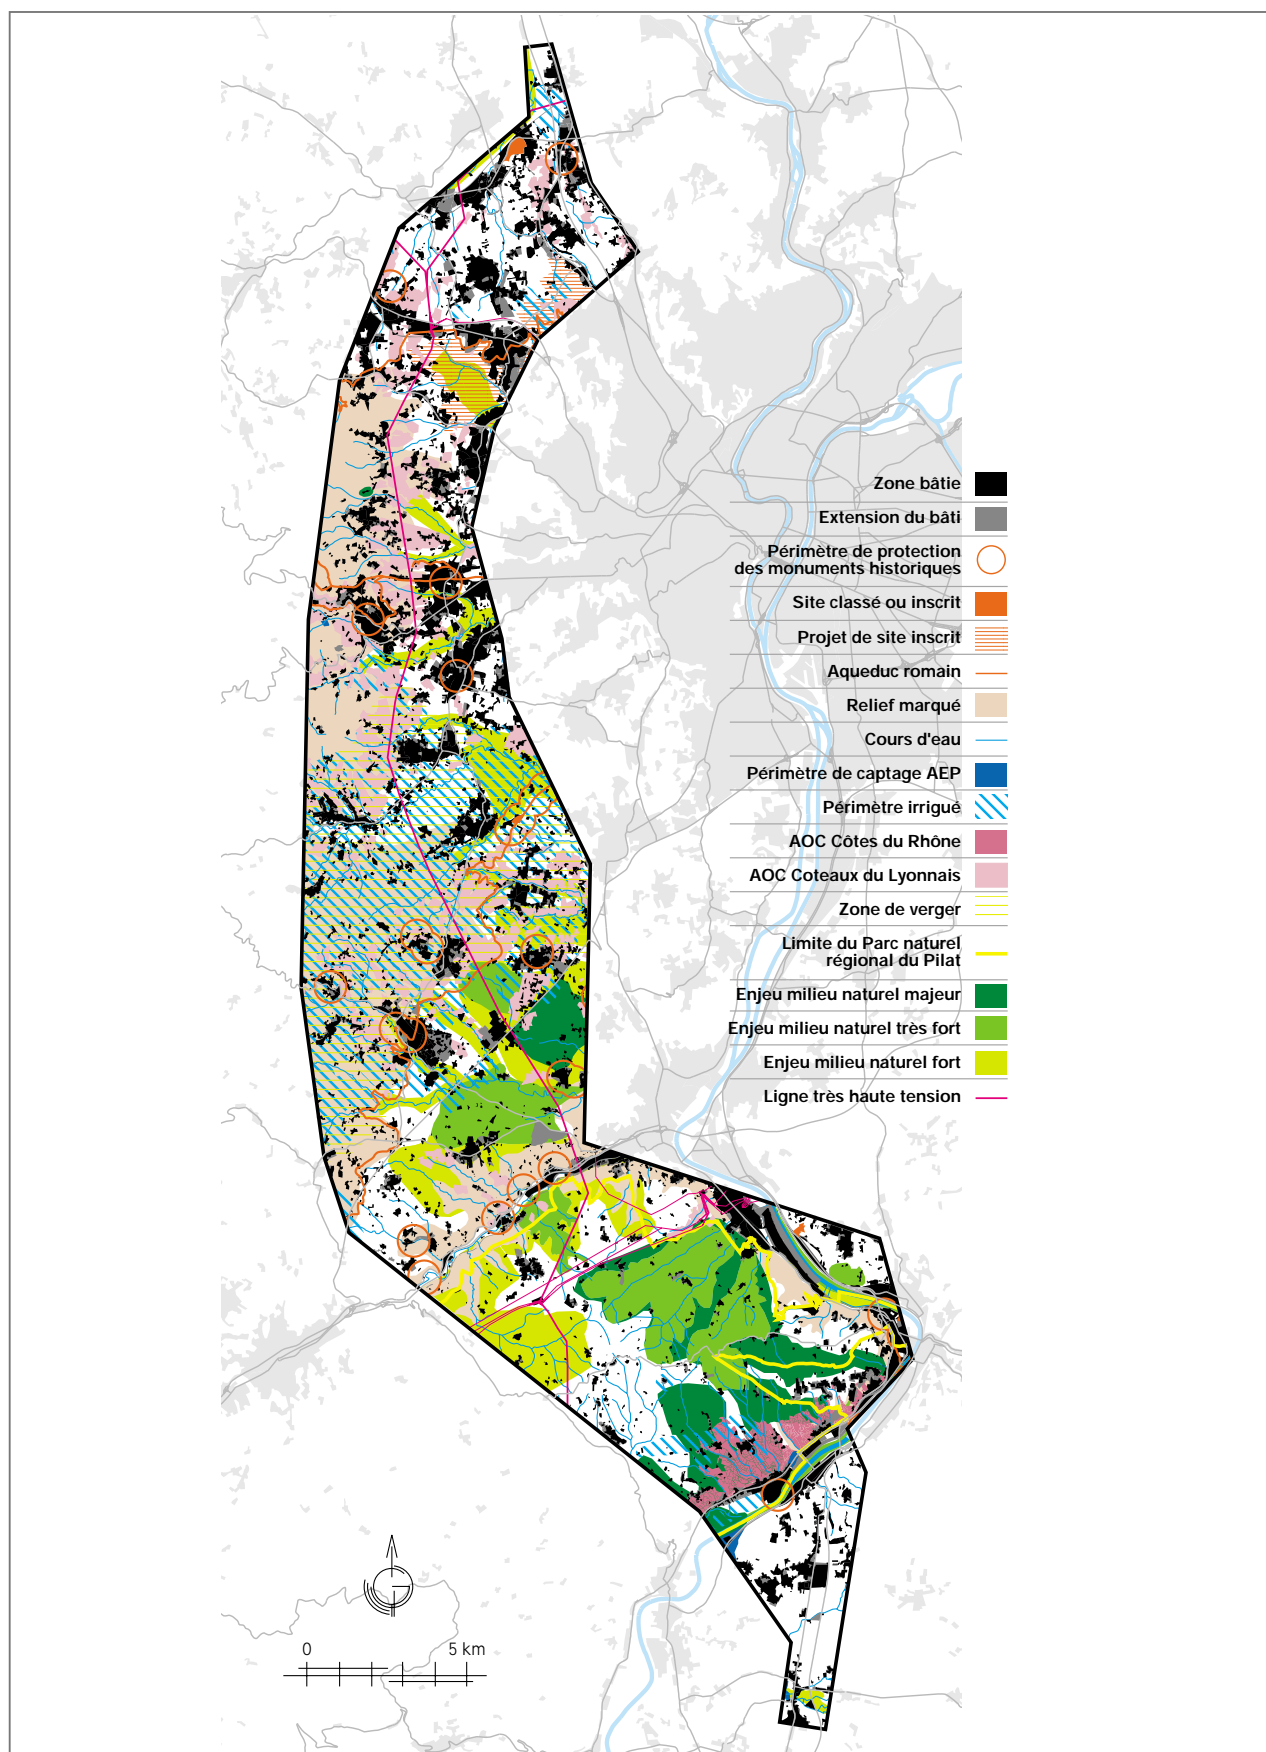 Zone bâtie
Extension du bâti
Périmètre de protection
des monuments historiques
Site classé ou inscrit
Projet de site inscrit
Aqueduc romain
Relief marqué
Cours d'eau
Périmètre de captage AEP
Périmètre irrigué
AOC Côtes du Rhône
AOC Coteaux du Lyonnais
Zone de verger
Limite du Parc naturel
régional du Pilat
Enjeu milieu naturel majeur
Enjeu milieu naturel très fort
Enjeu milieu naturel fort
Ligne très haute tension
0 5 km